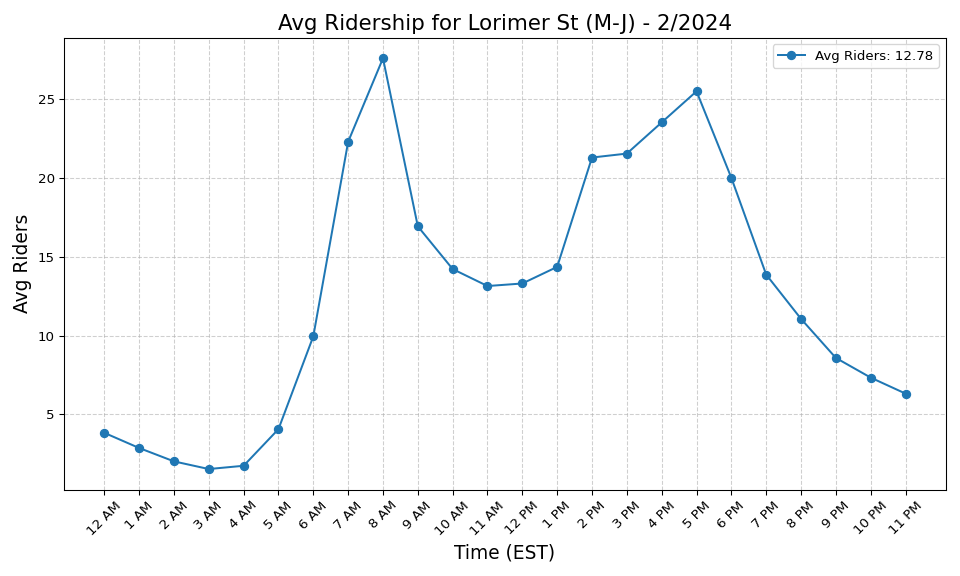 Avg Ridership for Lorimer St (M-J) - 2/2024
Avg Riders: 12.78
Avg Riders
25
20
15
10
5
12 AM
1 AM
2 AM
3 AM
4 AM
5 AM
6 AM
7 AM
8 AM
9 AM
10 AM
11 AM
12 PM
1 PM
2 PM
3 PM
4 PM
5 PM
6 PM
7 PM
8 PM
9 PM
10 PM
11 PM
Time (EST)